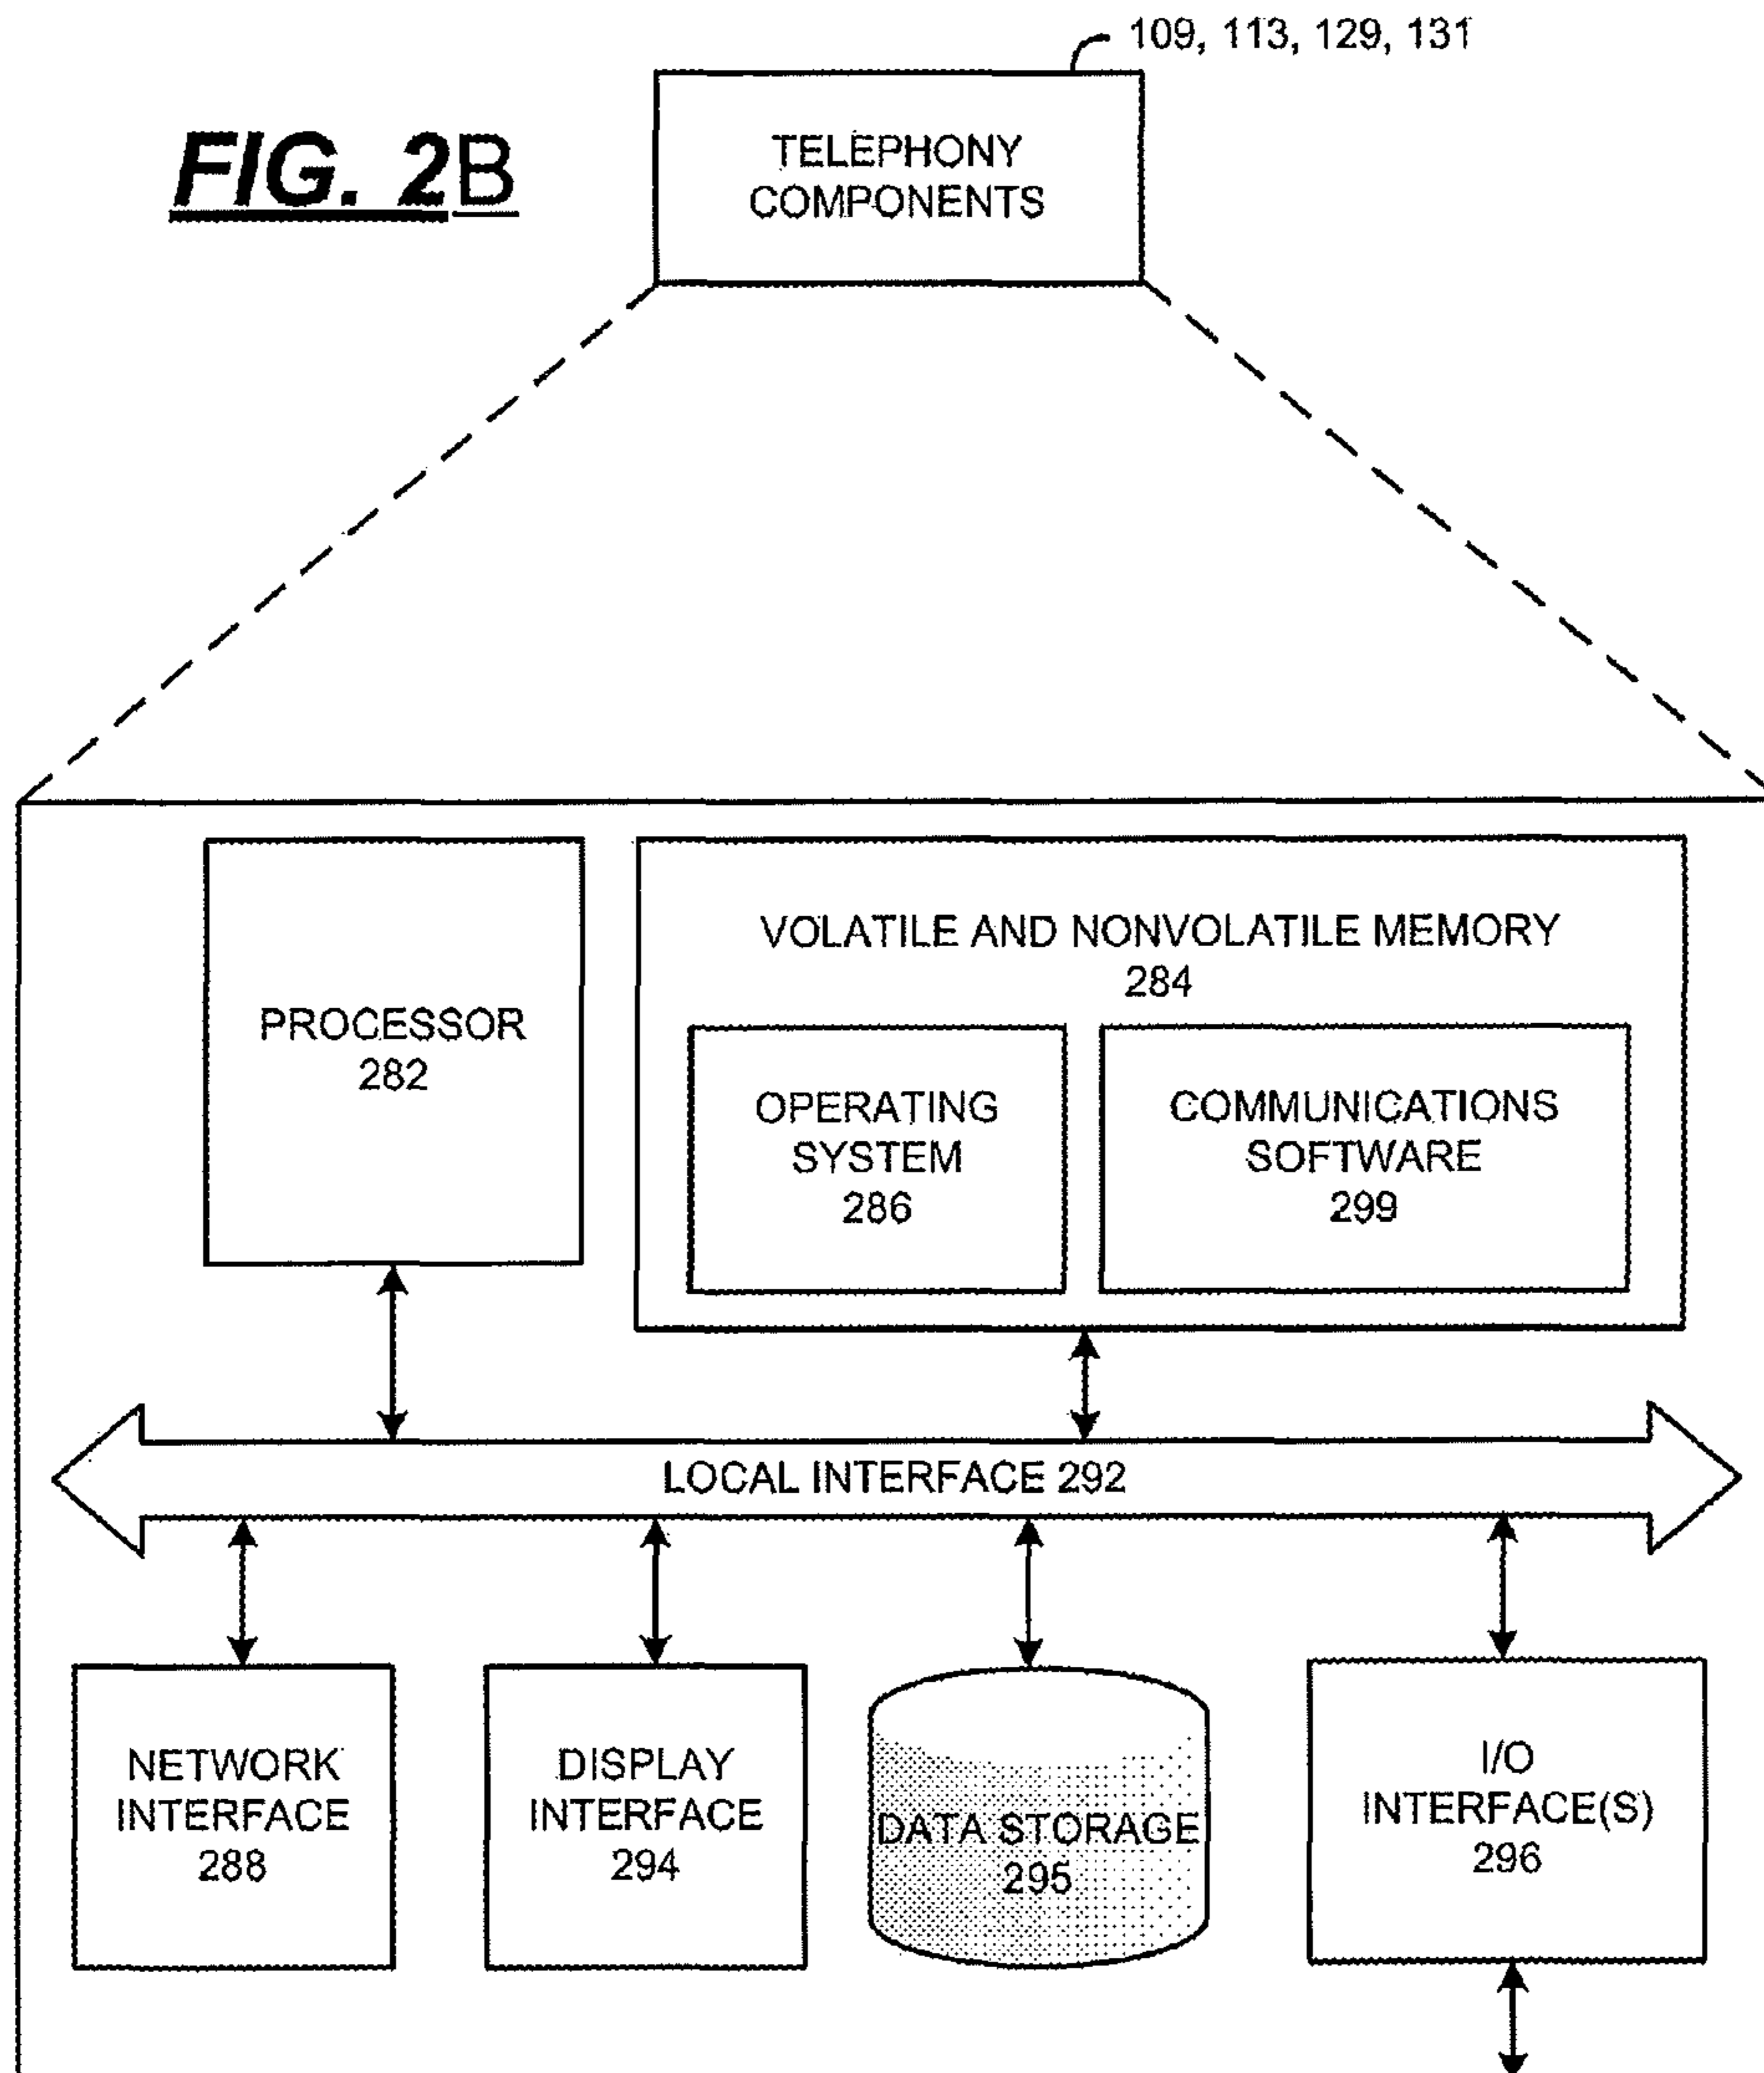 109, 113, 129, 131
FIG. 2B
TELEPHONY
COMPONENTS
VOLATILE AND NONVOLATILE MEMORY
284
PROCESSOR
282
OPERATING
SYSTEM
286
COMMUNICATIONS
SOFTWARE
299
LOCAL INTERFACE 292
NETWORK
INTERFACE
288
DISPLAY
INTERFACE
294
DATA STORAGE
295
I/O
INTERFACE(S)
296